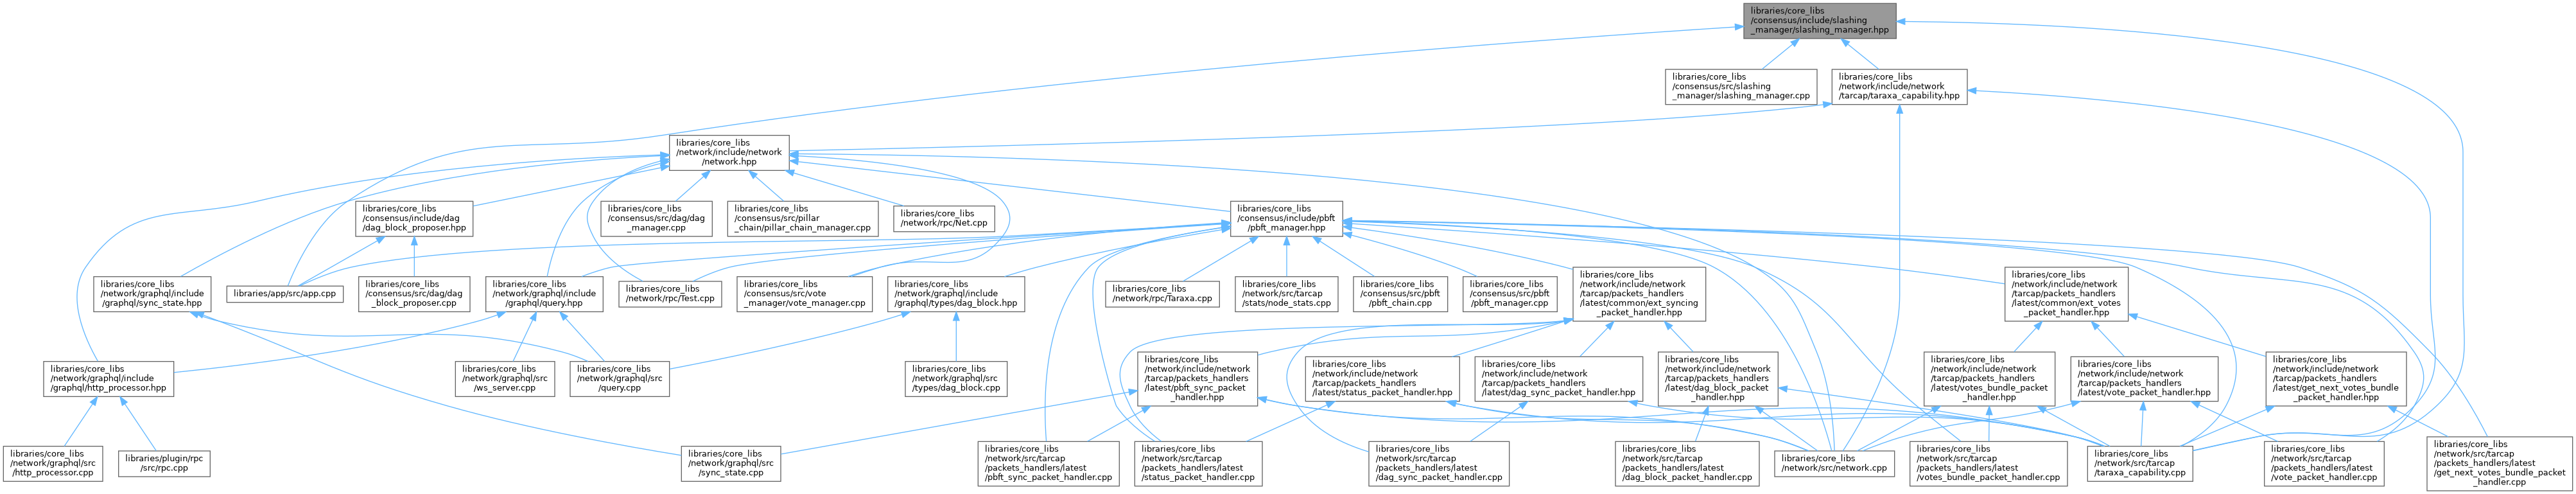 libraries/core_libs
/consensus/include/slashing
_manager/slashing_manager.hpp
libraries/core_libs
/consensus/src/slashing
_manager/slashing_manager.cpp
libraries/core_libs
/network/include/network
/tarcap/taraxa_capability.hpp
libraries/core_libs
/network/include/network
/network.hpp
libraries/core_libs
/consensus/include/dag
/dag_block_proposer.hpp
libraries/core_libs
/consensus/src/dag/dag
_manager.cpp
libraries/core_libs
/consensus/src/pillar
_chain/pillar_chain_manager.cpp
libraries/core_libs
/network/rpc/Net.cpp
libraries/core_libs
/consensus/include/pbft
/pbft_manager.hpp
libraries/core_libs
/network/graphql/include
/graphql/sync_state.hpp
libraries/app/src/app.cpp
libraries/core_libs
/consensus/src/dag/dag
_block_proposer.cpp
libraries/core_libs
/network/graphql/include
/graphql/query.hpp
libraries/core_libs
/network/rpc/Test.cpp
libraries/core_libs
/consensus/src/vote
_manager/vote_manager.cpp
libraries/core_libs
/network/graphql/include
/graphql/types/dag_block.hpp
libraries/core_libs
/network/rpc/Taraxa.cpp
libraries/core_libs
/network/src/tarcap
/stats/node_stats.cpp
libraries/core_libs
/consensus/src/pbft
/pbft_chain.cpp
libraries/core_libs
/consensus/src/pbft
/pbft_manager.cpp
libraries/core_libs
/network/include/network
/tarcap/packets_handlers
/latest/common/ext_syncing
_packet_handler.hpp
libraries/core_libs
/network/include/network
/tarcap/packets_handlers
/latest/common/ext_votes
_packet_handler.hpp
libraries/core_libs
/network/graphql/include
/graphql/http_processor.hpp
libraries/core_libs
/network/graphql/src
/ws_server.cpp
libraries/core_libs
/network/graphql/src
/query.cpp
libraries/core_libs
/network/graphql/src
/types/dag_block.cpp
libraries/core_libs
/network/include/network
/tarcap/packets_handlers
/latest/pbft_sync_packet
_handler.hpp
libraries/core_libs
/network/include/network
/tarcap/packets_handlers
/latest/status_packet_handler.hpp
libraries/core_libs
/network/include/network
/tarcap/packets_handlers
/latest/dag_sync_packet_handler.hpp
libraries/core_libs
/network/include/network
/tarcap/packets_handlers
/latest/dag_block_packet
_handler.hpp
libraries/core_libs
/network/include/network
/tarcap/packets_handlers
/latest/votes_bundle_packet
_handler.hpp
libraries/core_libs
/network/include/network
/tarcap/packets_handlers
/latest/vote_packet_handler.hpp
libraries/core_libs
/network/include/network
/tarcap/packets_handlers
/latest/get_next_votes_bundle
_packet_handler.hpp
libraries/core_libs
/network/graphql/src
/http_processor.cpp
libraries/plugin/rpc
/src/rpc.cpp
libraries/core_libs
/network/graphql/src
/sync_state.cpp
libraries/core_libs
/network/src/tarcap
/packets_handlers/latest
/pbft_sync_packet_handler.cpp
libraries/core_libs
/network/src/tarcap
/packets_handlers/latest
/status_packet_handler.cpp
libraries/core_libs
/network/src/tarcap
/packets_handlers/latest
/dag_sync_packet_handler.cpp
libraries/core_libs
/network/src/tarcap
/packets_handlers/latest
/dag_block_packet_handler.cpp
libraries/core_libs
/network/src/network.cpp
libraries/core_libs
/network/src/tarcap
/packets_handlers/latest
/votes_bundle_packet_handler.cpp
libraries/core_libs
/network/src/tarcap
/taraxa_capability.cpp
libraries/core_libs
/network/src/tarcap
/packets_handlers/latest
/vote_packet_handler.cpp
libraries/core_libs
/network/src/tarcap
/packets_handlers/latest
/get_next_votes_bundle_packet
_handler.cpp